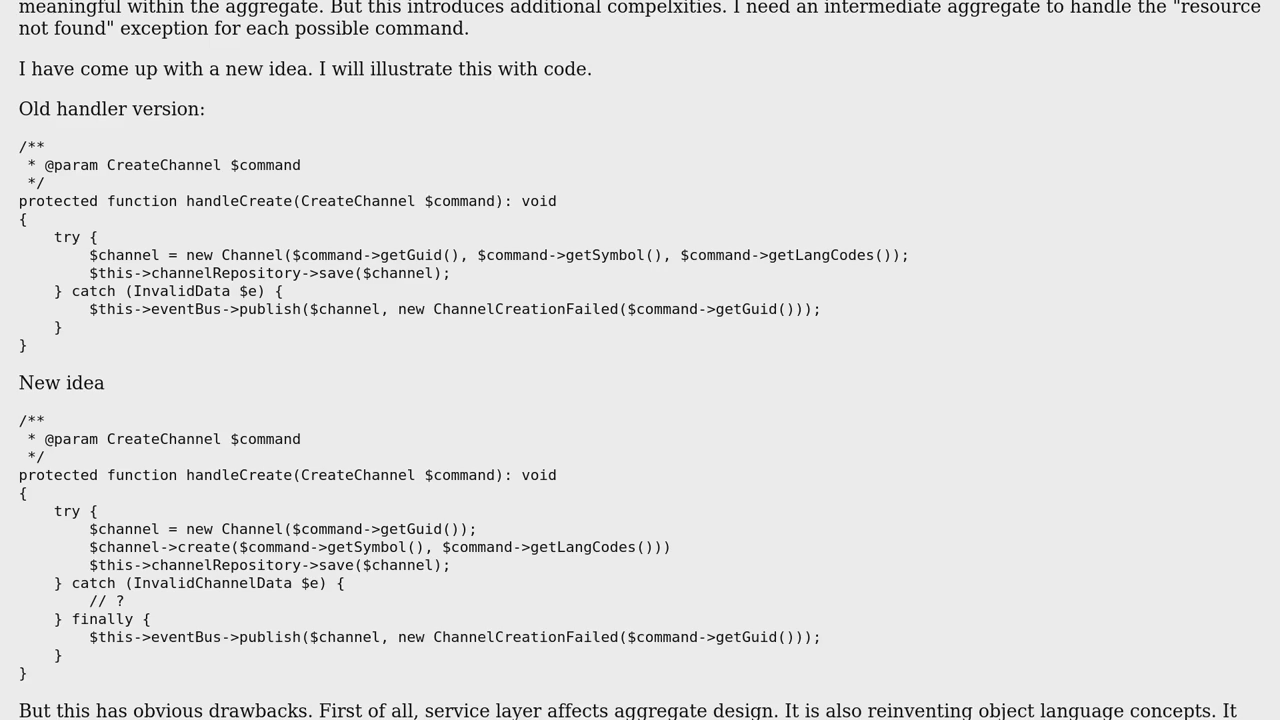 meaningful within the aggregate. But this introduces additional compelxities. I need an intermediate aggregate to handle the "resource
not found" exception for each possible command.
I have come up with a new idea. I will illustrate this with code.
Old handler version:
/**
 * @param CreateChannel $command
 */
protected function handleCreate(CreateChannel $command): void
{
    try {
        $channel = new Channel($command->getGuid(), $command->getSymbol(), $command->getLangCodes());
        $this->channelRepository->save($channel);
    } catch (InvalidData $e) {
        $this->eventBus->publish($channel, new ChannelCreationFailed($command->getGuid()));
    }
}
New idea
/**
 * @param CreateChannel $command
 */
protected function handleCreate(CreateChannel $command): void
{
    try {
        $channel = new Channel($command->getGuid());
        $channel->create($command->getSymbol(), $command->getLangCodes()))
        $this->channelRepository->save($channel);
    } catch (InvalidChannelData $e) {
        // ?
    } finally {
        $this->eventBus->publish($channel, new ChannelCreationFailed($command->getGuid()));
    }
}
But this has obvious drawbacks. First of all, service layer affects aggregate design. It is also reinventing object language concepts. It